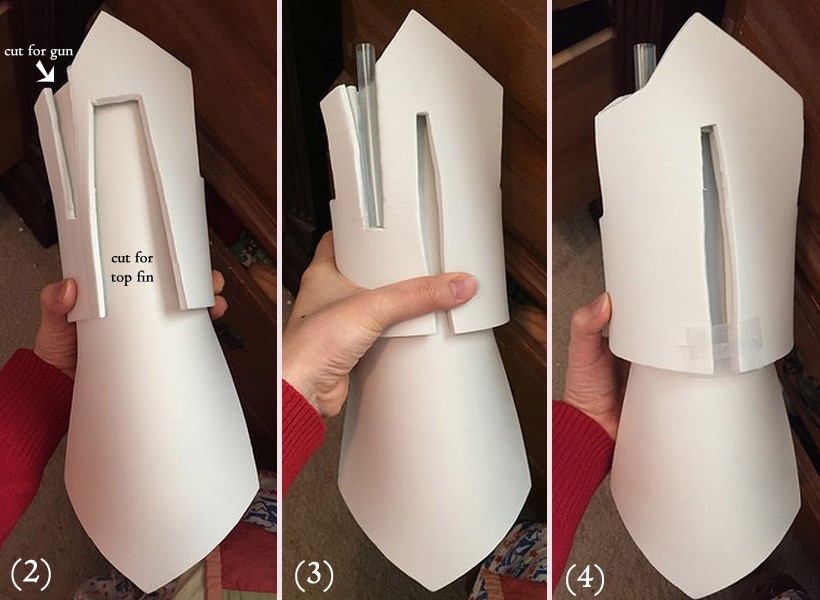 cut for gun
cut for
top fin
(2)
(3)
(4)